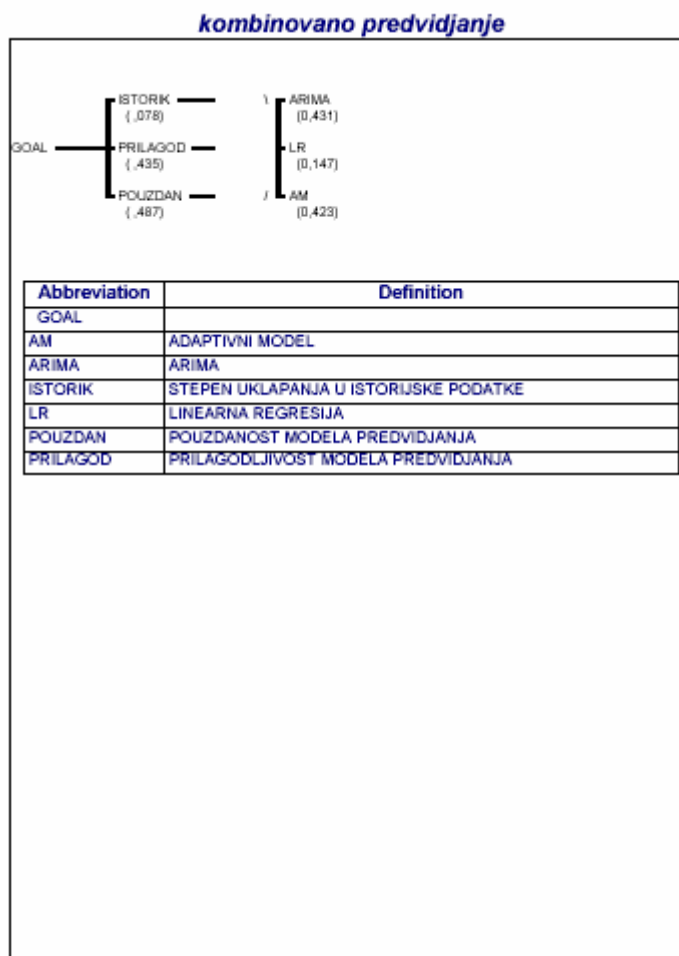 kombinovano predvidjanje
ISTORIK \ ARIMA
( ,078) (0,431)
GOAL PRILAGOD LR
( ,435) (0,147)
POUZDAN / AM
( ,487) (0,423)
Abbreviation Definition
GOAL
AM ADAPTIVNI MODEL
ARIMA ARIMA
ISTORIK STEPEN UKLAPANJA U ISTORIJSKE PODATKE
LR LINEARNA REGRESIJA
POUZDAN POUZDANOST MODELA PREDVIDJANJA
PRILAGOD PRILAGODLJIVOST MODELA PREDVIDJANJA